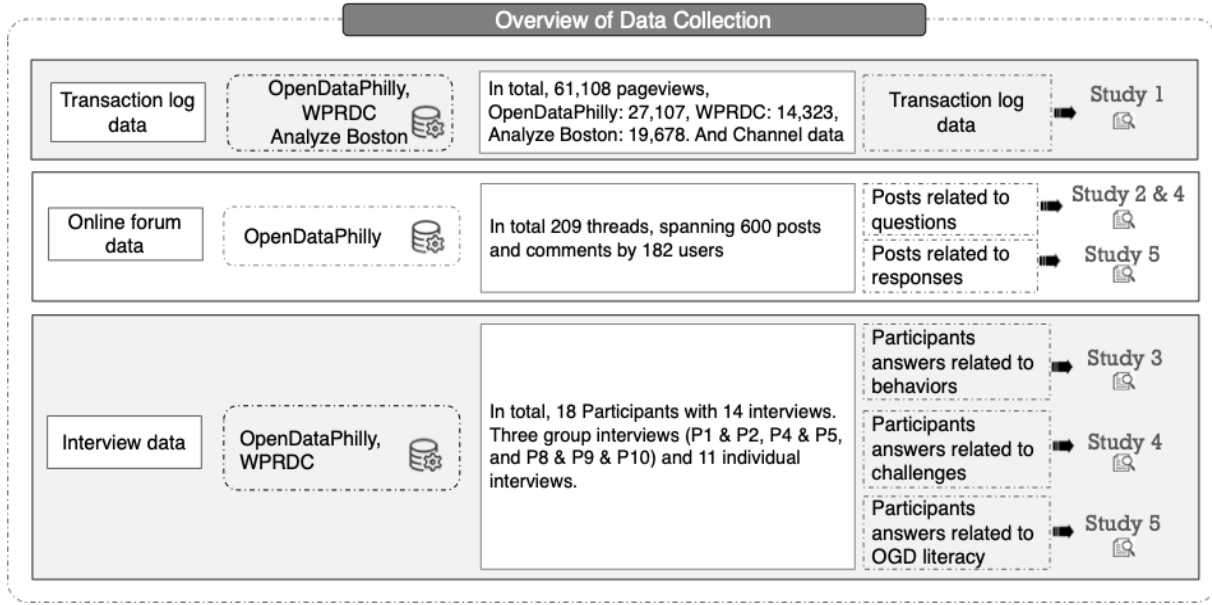 Overview of Data Collection
Transaction log
data
OpenDataPhilly,
WPRDC
Analyze Boston
In total, 61,108 pageviews,
OpenDataPhilly: 27,107, WPRDC: 14,323,
Analyze Boston: 19,678. And Channel data
Transaction log
data
Study 1
Online forum
data
OpenDataPhilly
In total 209 threads, spanning 600 posts
and comments by 182 users
Posts related to
questions
Study 2 & 4
Posts related to
responses
Study 5
Interview data
OpenDataPhilly,
WPRDC
In total, 18 Participants with 14 interviews.
Three group interviews (P1 & P2, P4 & P5,
and P8 & P9 & P10) and 11 individual
interviews.
Participants
answers related to
behaviors
Study 3
Participants
answers related to
challenges
Study 4
Participants
answers related to
OGD literacy
Study 5